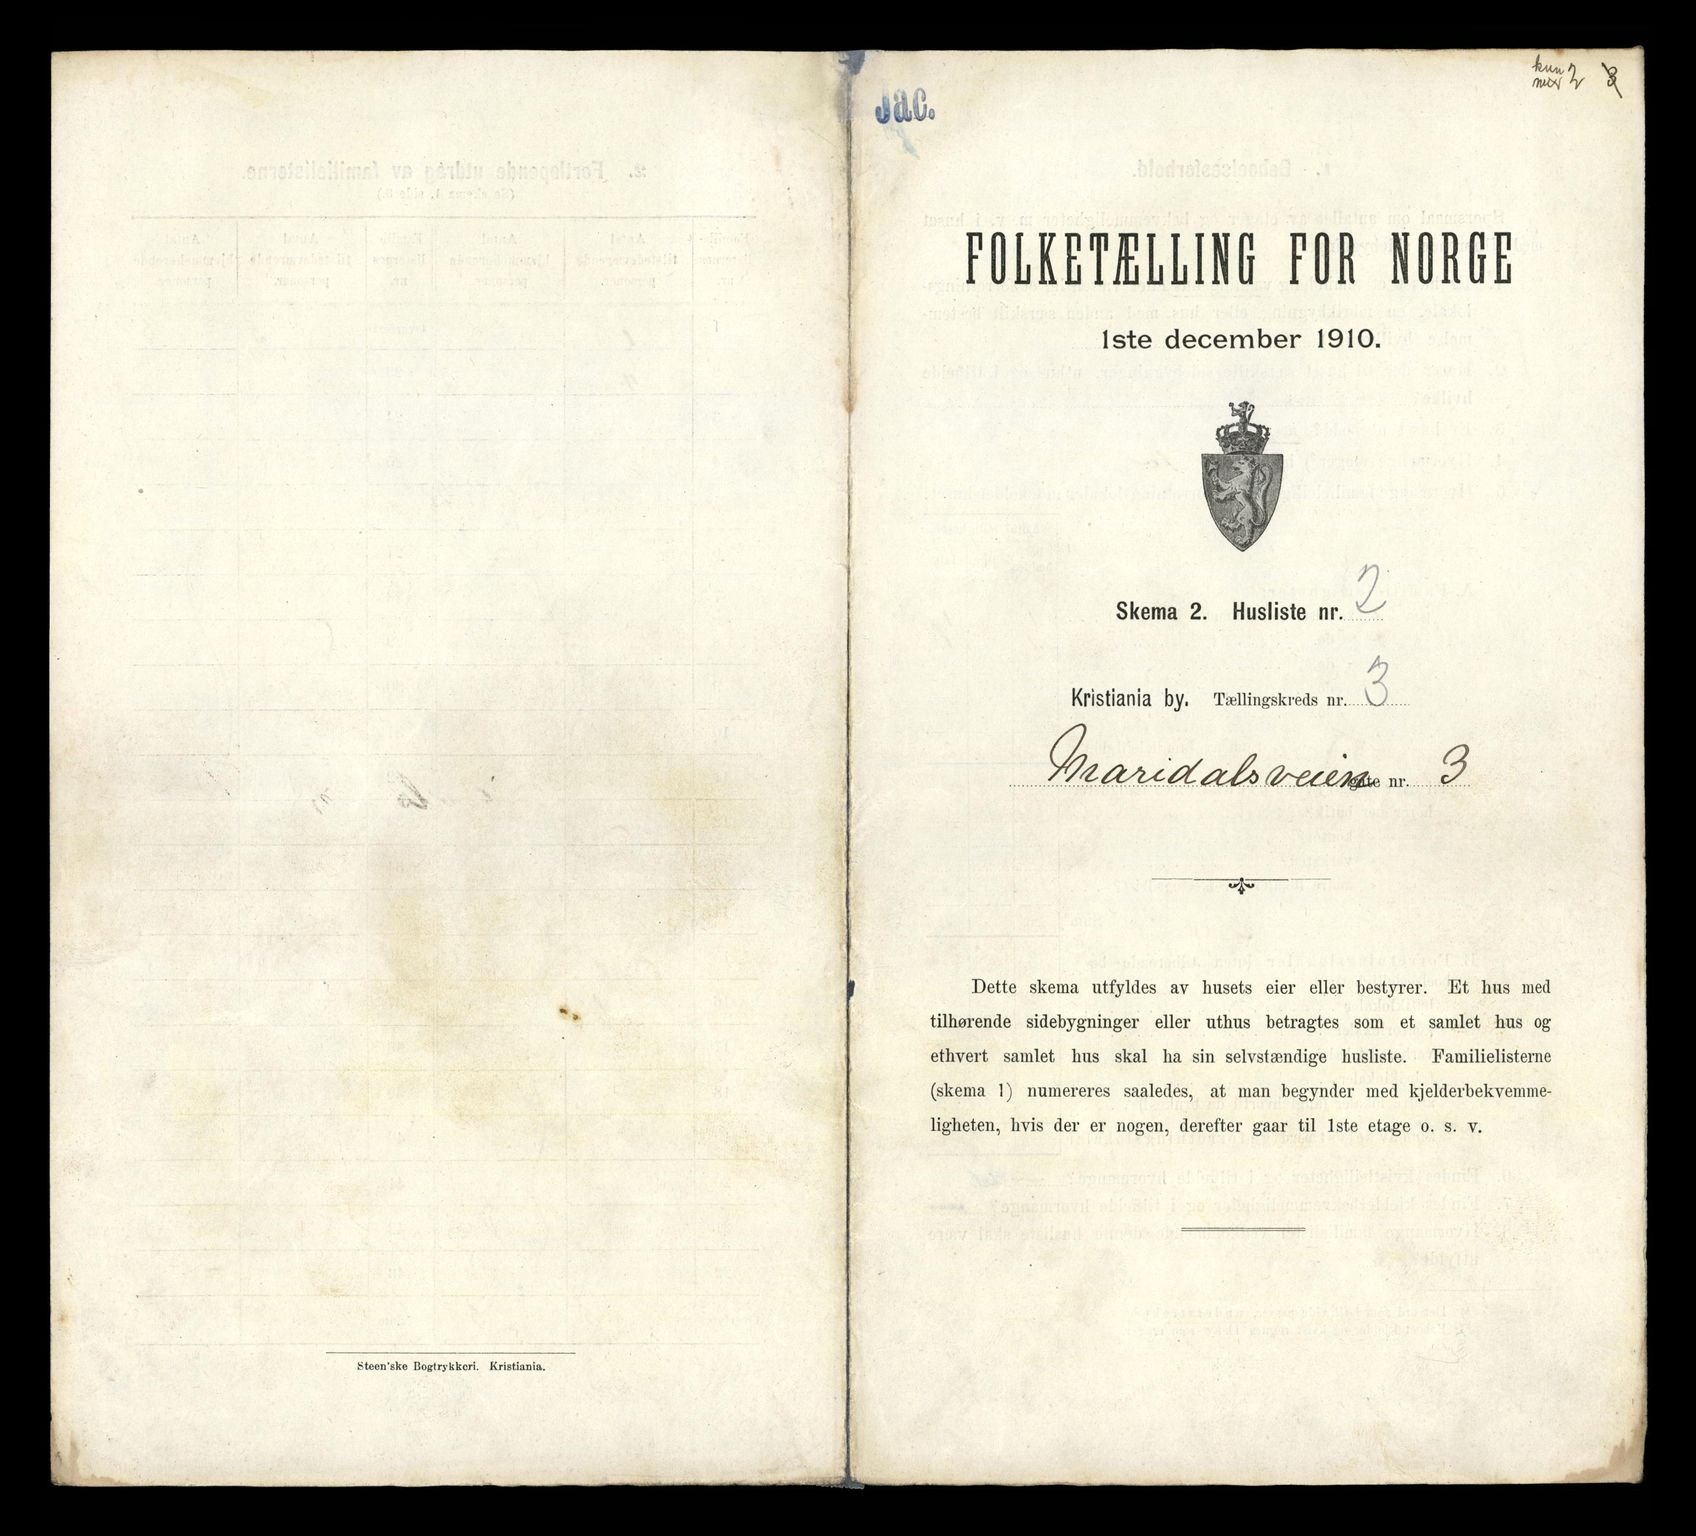 Steen'ske Bogtrykkeri. Kristiania.
Jac.
kun
2
FOLKETÆLLING FOR NORGE
1ste december 1910.
Skema 2. Husliste nr. 2
Kristiania by. Tællingskreds nr. 3
Maridalsveien gate nr. 3
Dette skema utfyldes av husets eier eller bestyrer. Et hus med
tilhørende sidebygninger eller uthus betragtes som et samlet hus og
ethvert samlet hus skal ha sin selvstændige husliste. Familielisterne
(skema 1) numereres saaledes, at man begynder med kjelderbekvemme-
ligheten, hvis der er nogen, derefter gaar til 1ste etage o. s. v.